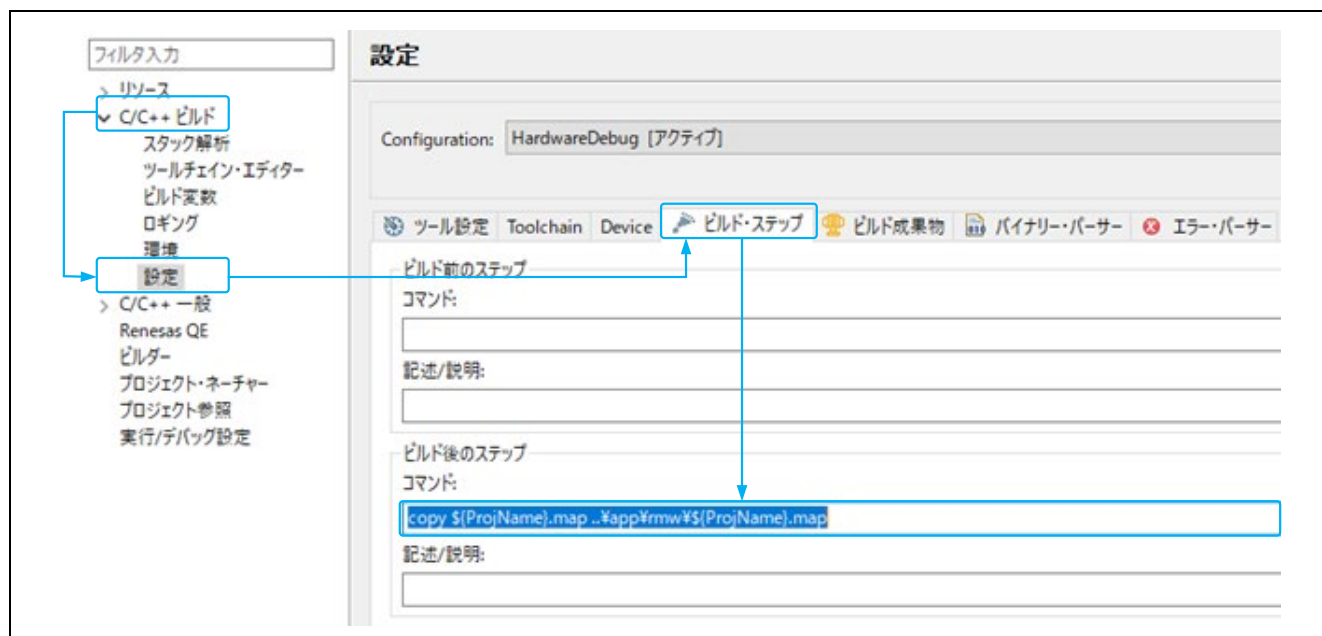 フィルタ入力
リソース
C/C++ ビルド
スタック解析
ツールチェイン・エディター
ビルド変数
ロギング
環境
設定
C/C++ 一般
Renesas QE
ビルダー
プロジェクト・ネーチャー
プロジェクト参照
実行/デバッグ設定
設定
Configuration: HardwareDebug [アクティブ]
ツール設定 Toolchain Device ビルド・ステップ ビルド成果物 バイナリー・パーサー エラー・パーサー
ビルド前のステップ
コマンド:
記述/説明:
ビルド後のステップ
コマンド:
copy ${ProjName}.map ..¥app¥rmw¥${ProjName}.map
記述/説明: